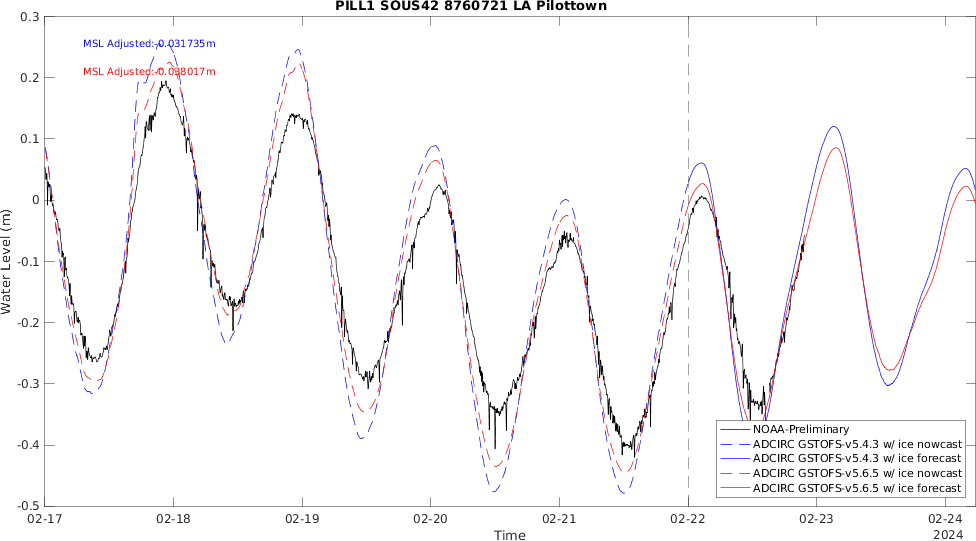 PILL1 SOUS42 8760721 LA Pilottown
MSL Adjusted:-0.031735m
MSL Adjusted:-0.038017m
0.3
0.2
0.1
0
-0.1
-0.2
-0.3
-0.4
-0.5
Water Level (m)
NOAA-Preliminary
ADCIRC GSTOFS-v5.4.3 w/ ice nowcast
ADCIRC GSTOFS-v5.4.3 w/ ice forecast
ADCIRC GSTOFS-v5.6.5 w/ ice nowcast
ADCIRC GSTOFS-v5.6.5 w/ ice forecast
02-17 02-18 02-19 02-20 02-21 02-22 02-23 02-24
Time
2024